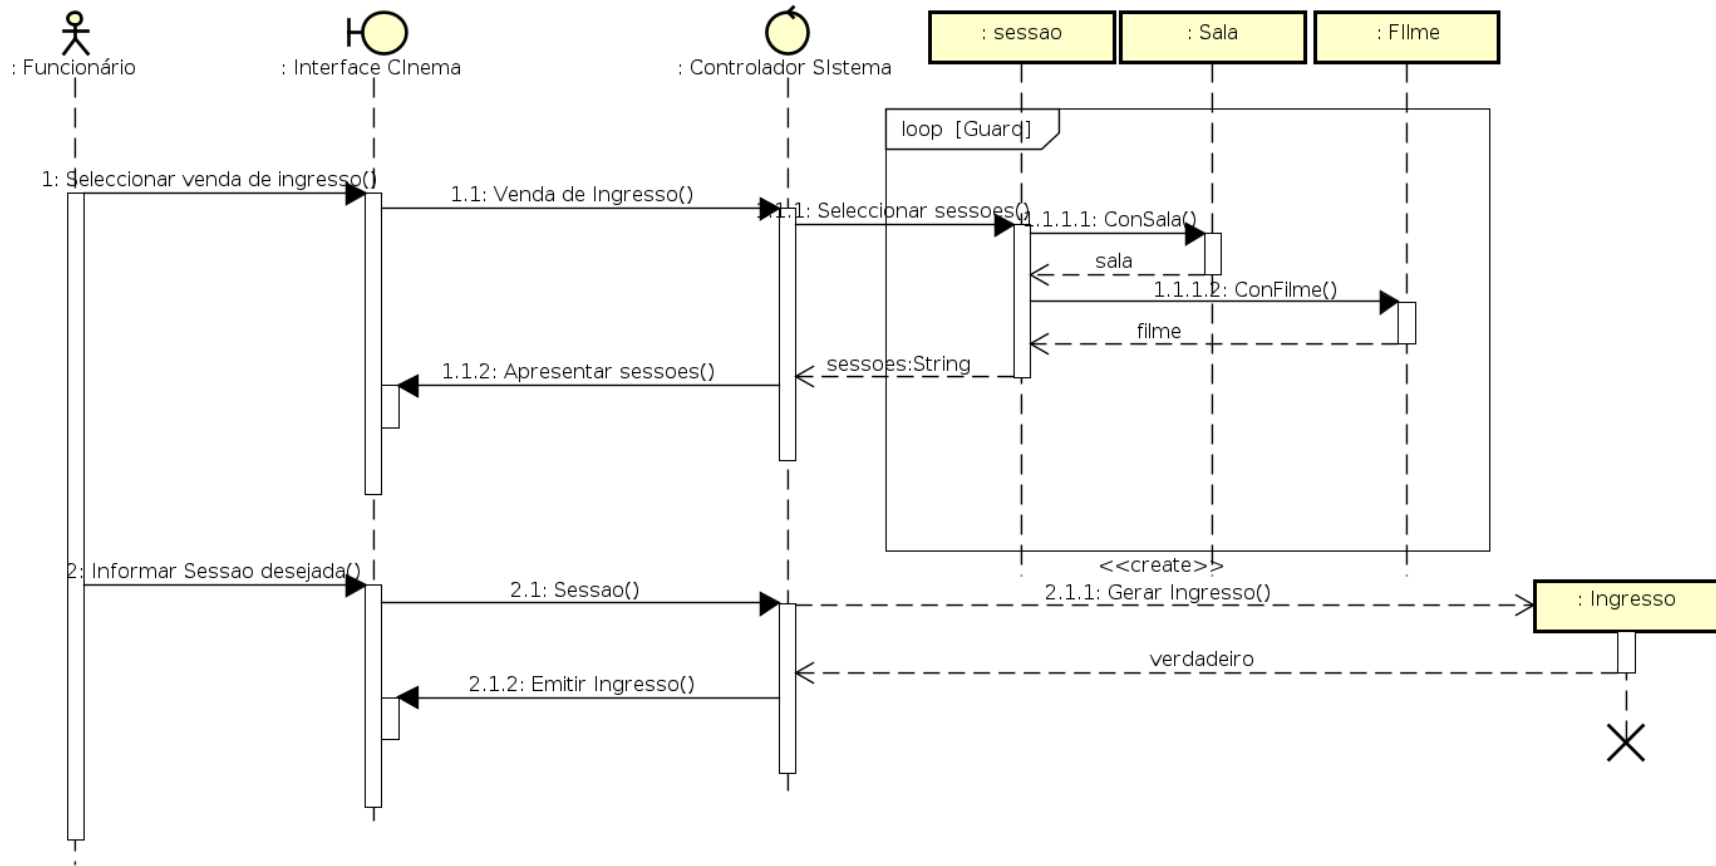 : Funcionário
: Interface CInema
: Controlador SIstema
: sessao
: Sala
: FIlme
loop [Guard]
1: Seleccionar venda de ingresso()
1.1: Venda de Ingresso()
1.1.1: Seleccionar sessoes()
1.1.1.1: ConSala()
sala
1.1.1.2: ConFilme()
filme
sessoes:String
1.1.2: Apresentar sessoes()
<<create>>
2: Informar Sessao desejada()
2.1: Sessao()
2.1.1: Gerar Ingresso()
: Ingresso
verdadeiro
2.1.2: Emitir Ingresso()